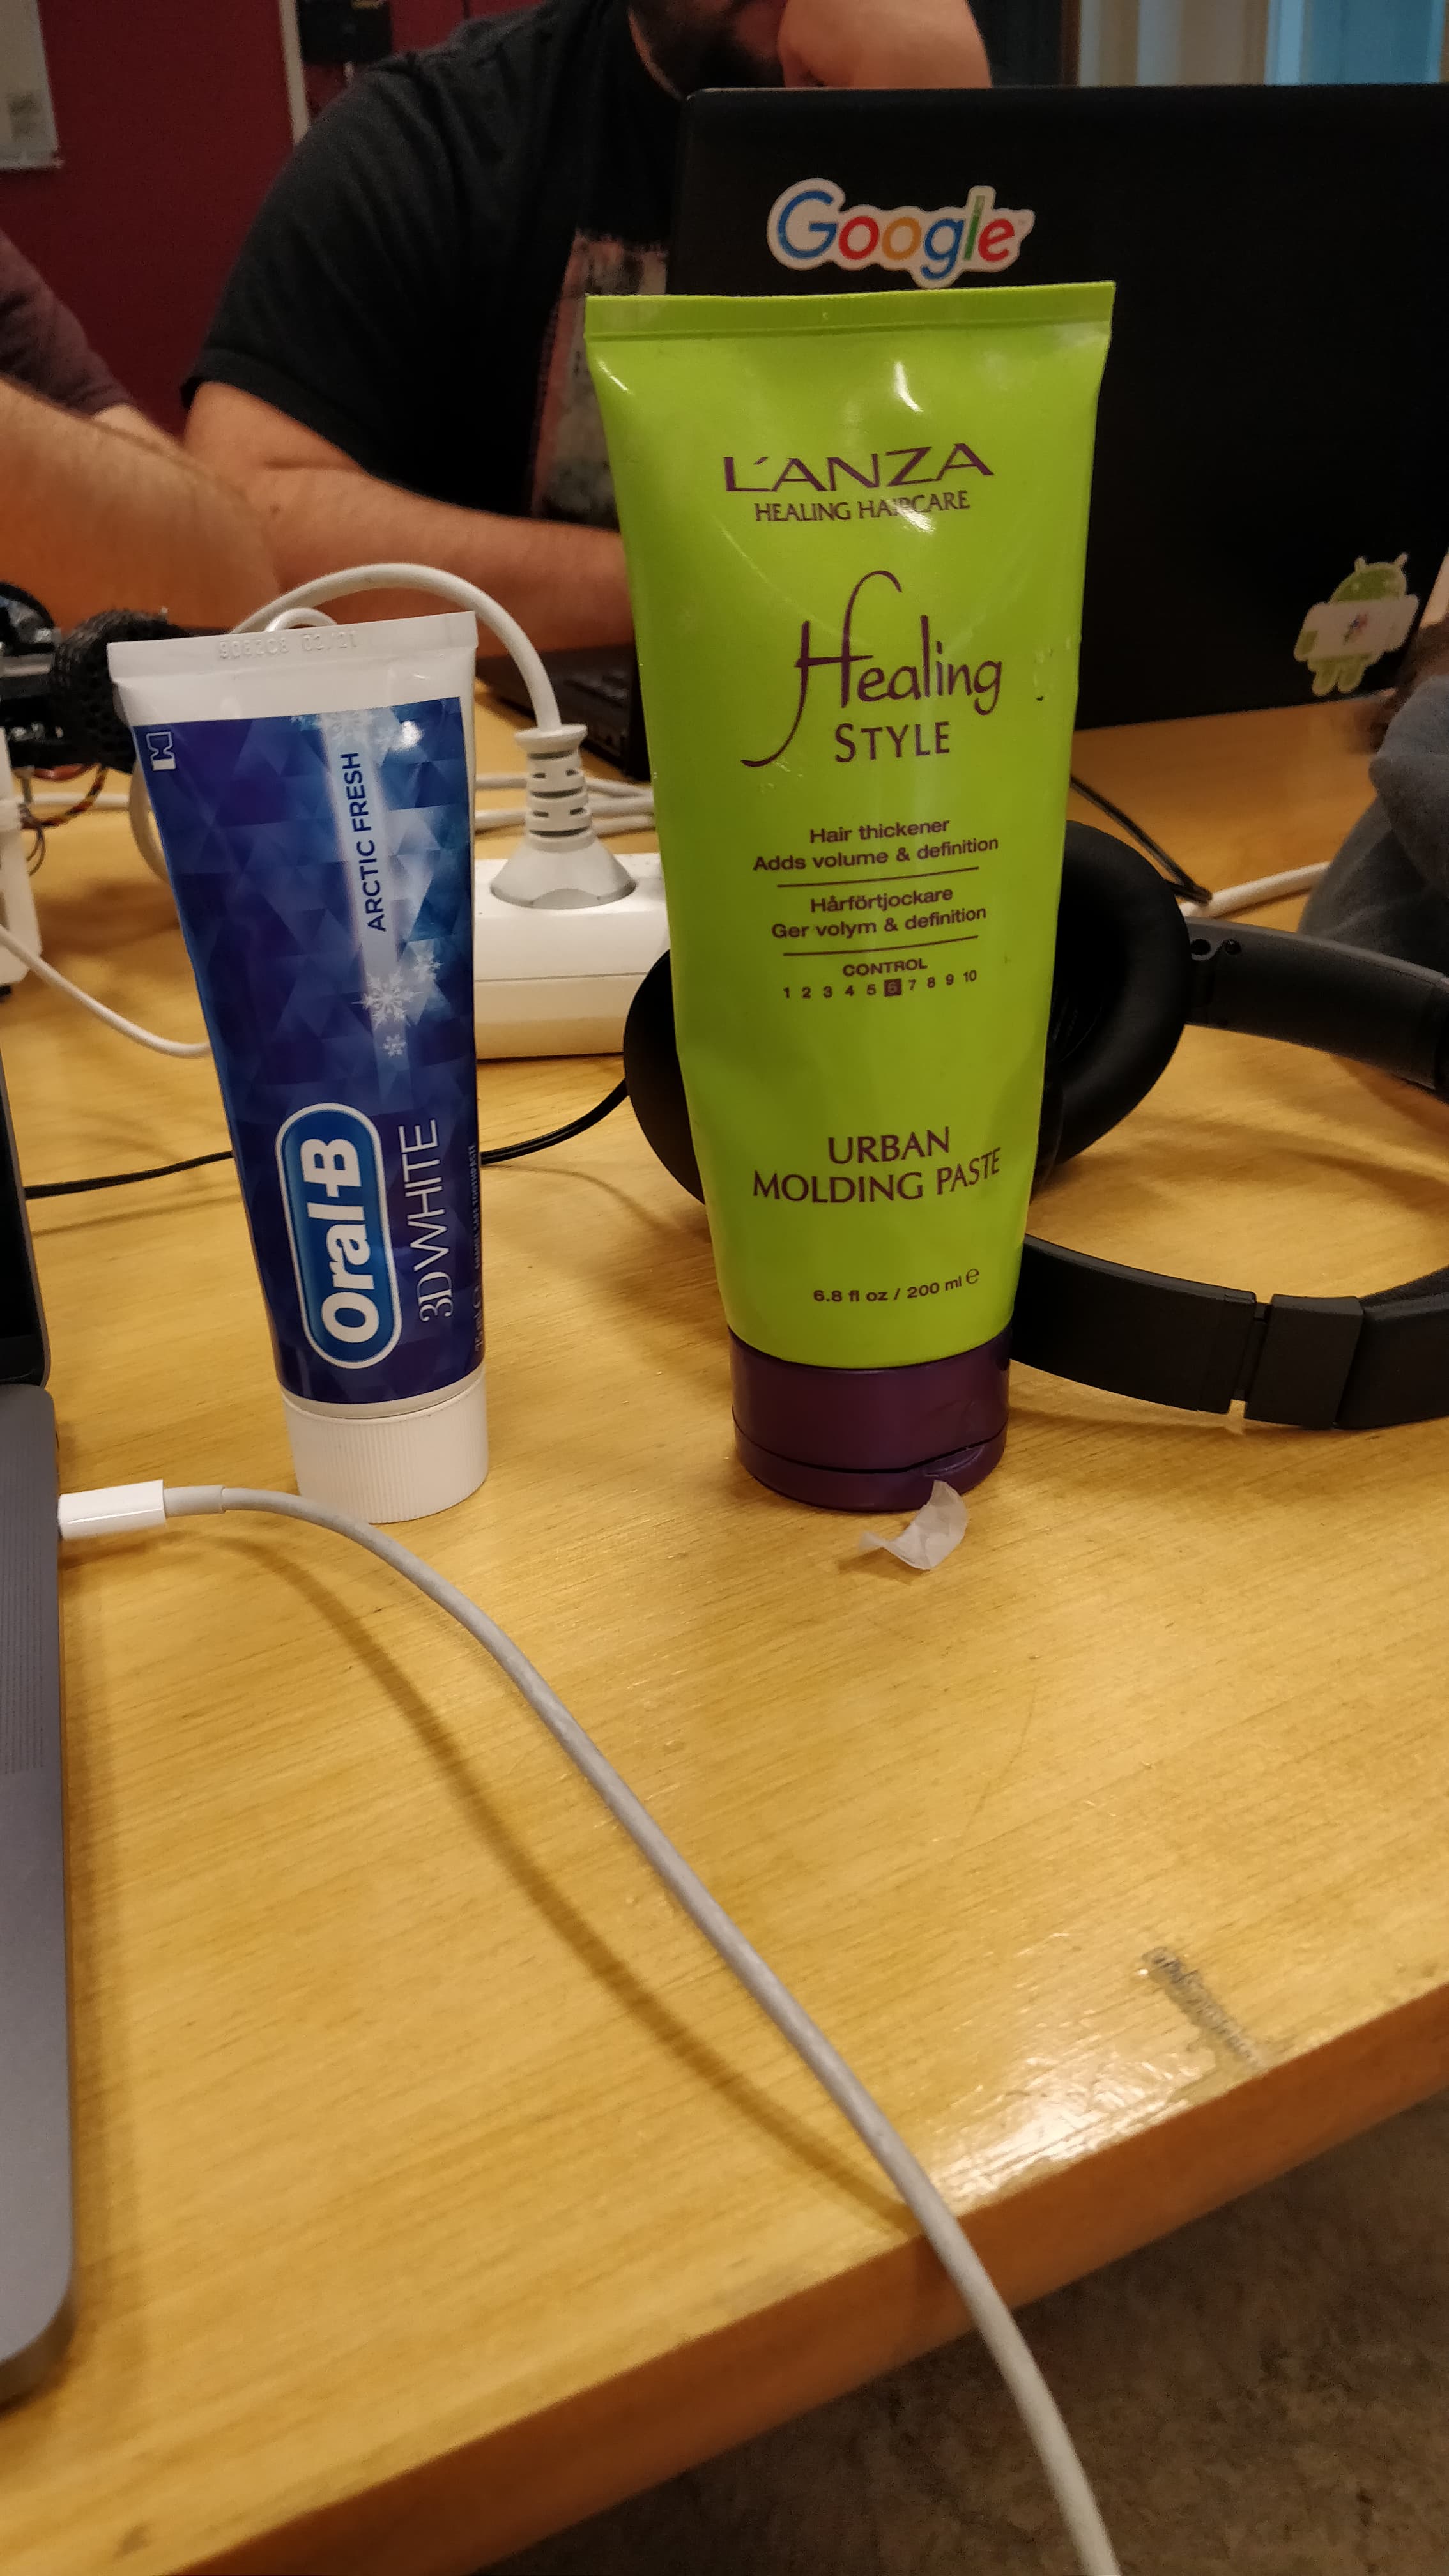 Google
L'ANZA
HEALING HAIRCARE
Healing
STYLE
Hair thickener
Adds volume & definition
Hårförtjockare
Ger volym & definition
CONTROL
1 2 3 4 5 6 7 8 9 10
URBAN
MOLDING PASTE
6.8 fl oz / 200 ml e
02/21
ARCTIC FRESH
Oral-B
3D WHITE